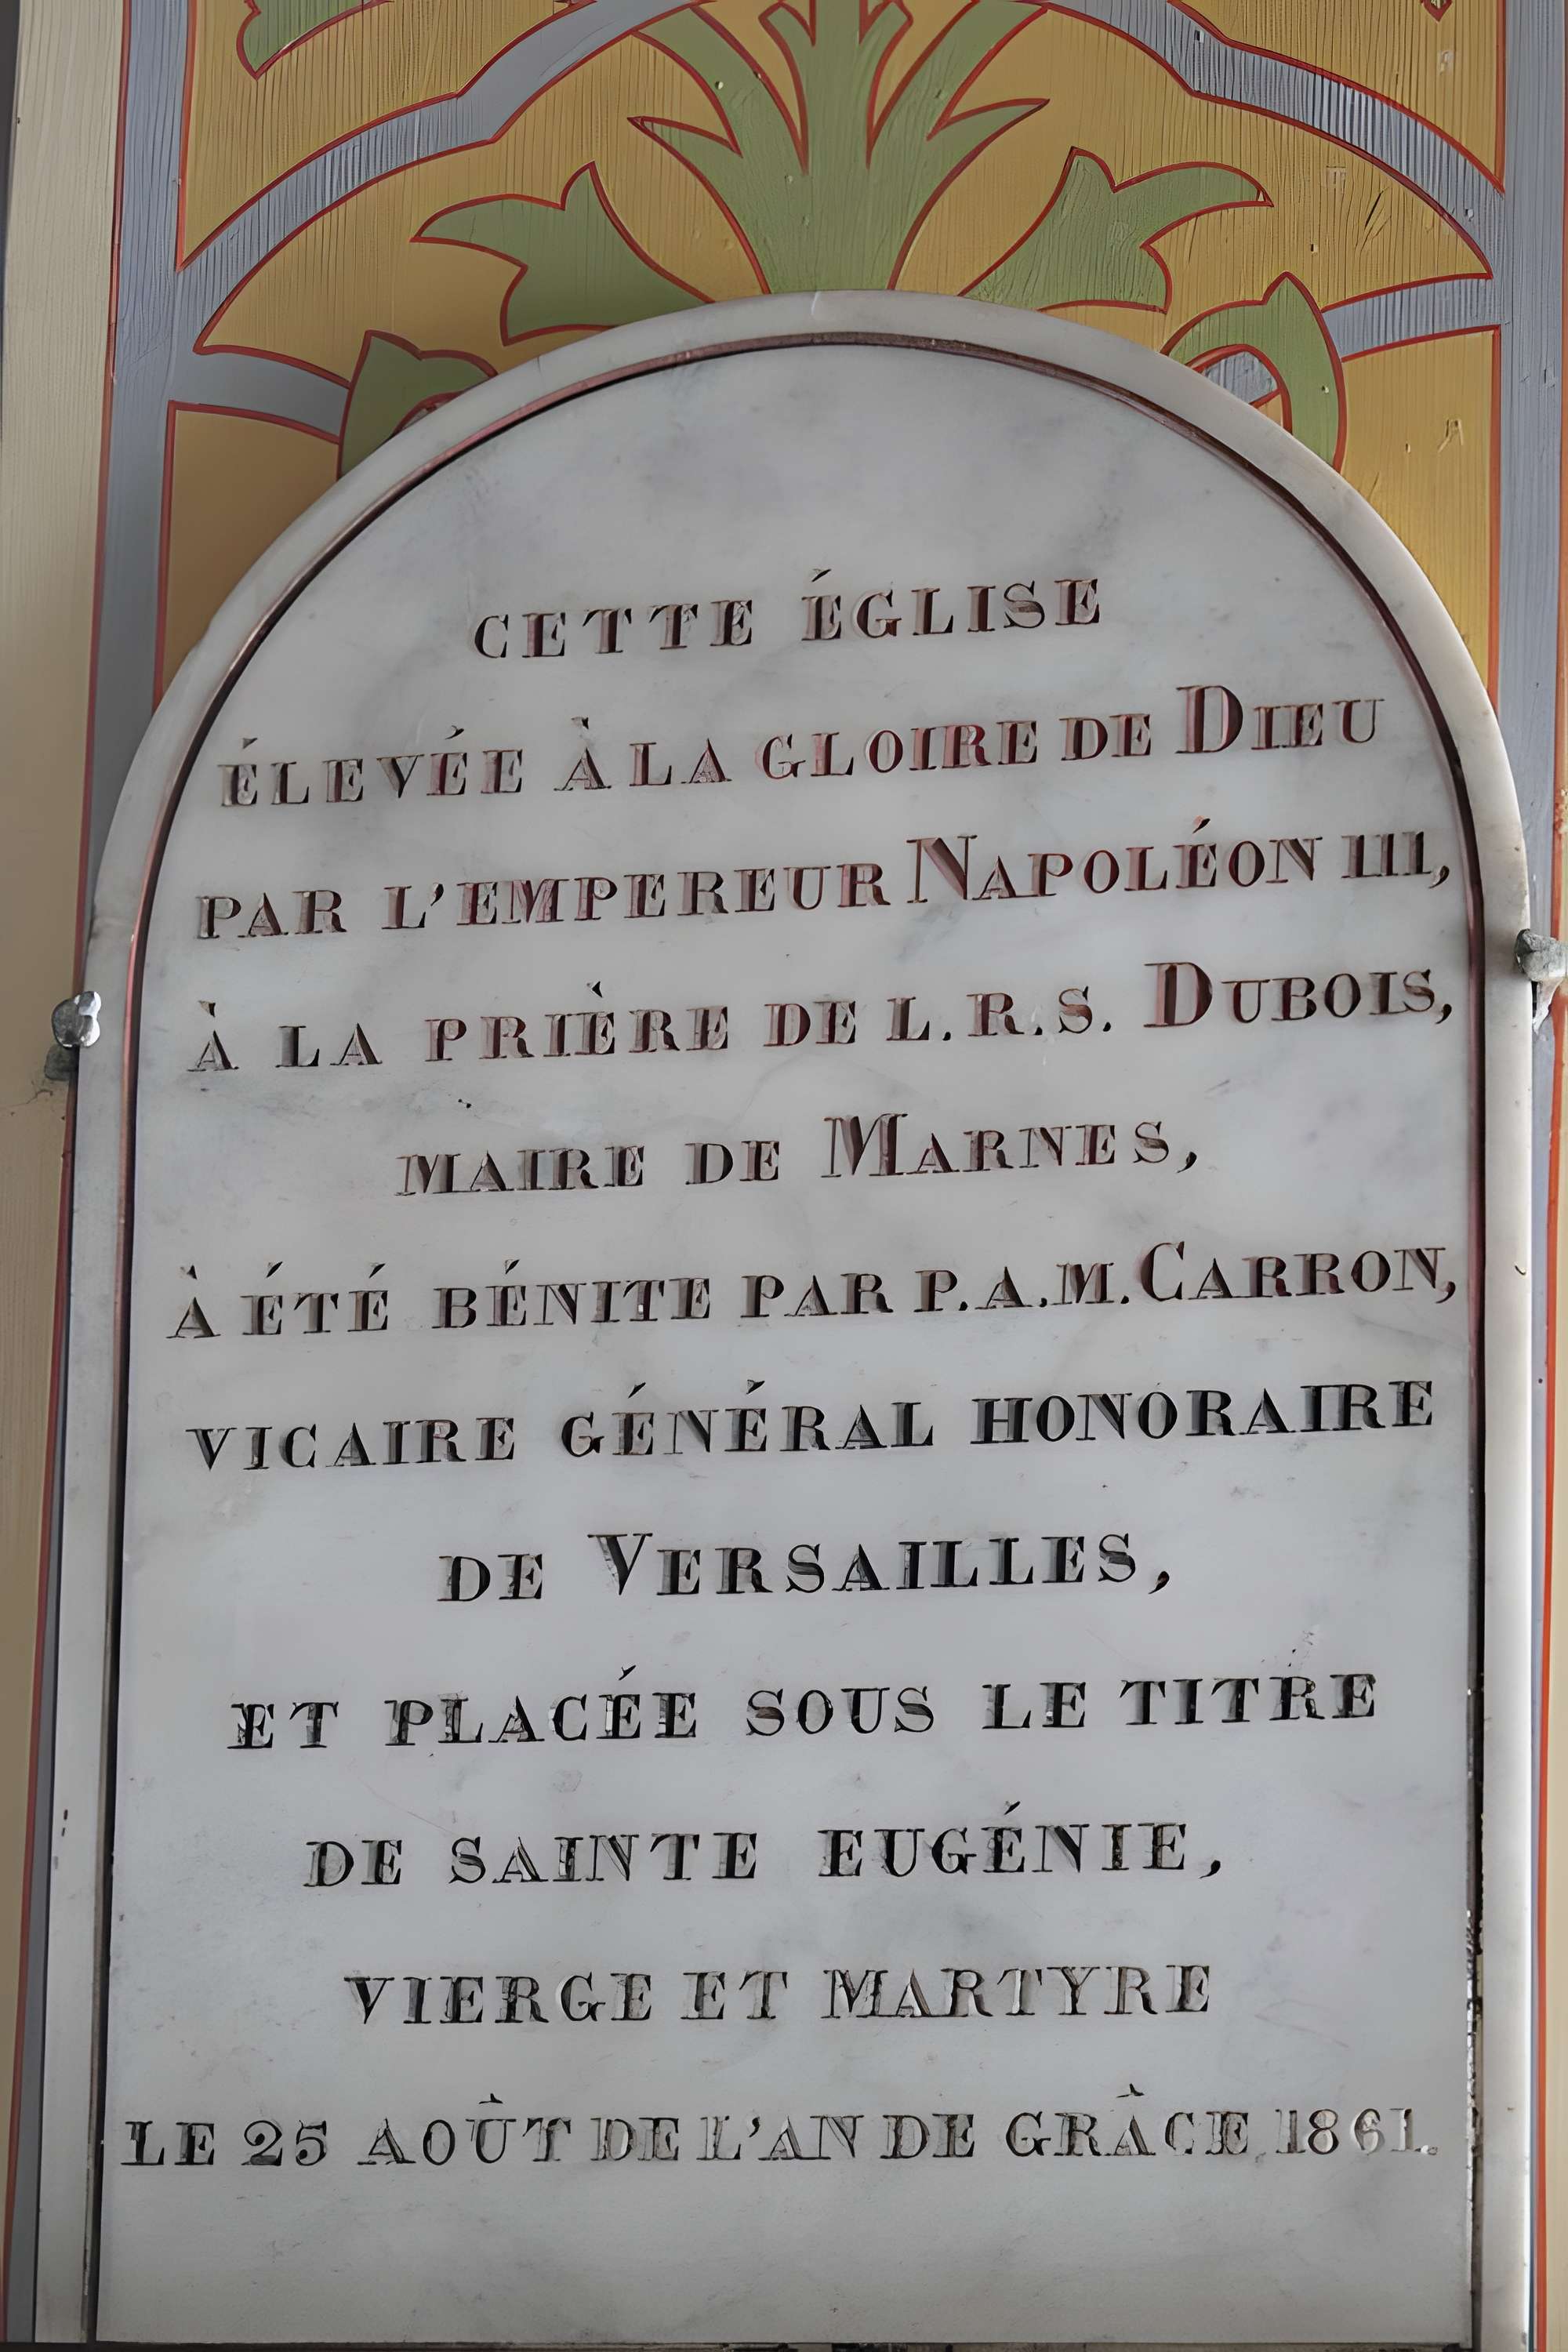 CETTE ÉGLISE
ÉLEVÉE À LA GLOIRE DE DIEU
PAR L'EMPEREUR NAPOLÉON III,
À LA PRIÈRE DE L.R.S. DUBOIS,
MAIRE DE MARNES,
À ÉTÉ BÉNITE PAR P.A.M. CARRON,
VICAIRE GÉNÉRAL HONORAIRE
DE VERSAILLES,
ET PLACÉE SOUS LE TITRE
DE SAINTE EUGÉNIE,
VIERGE ET MARTYRE
LE 25 AOÛT DE L'AN DE GRÂCE 1861.